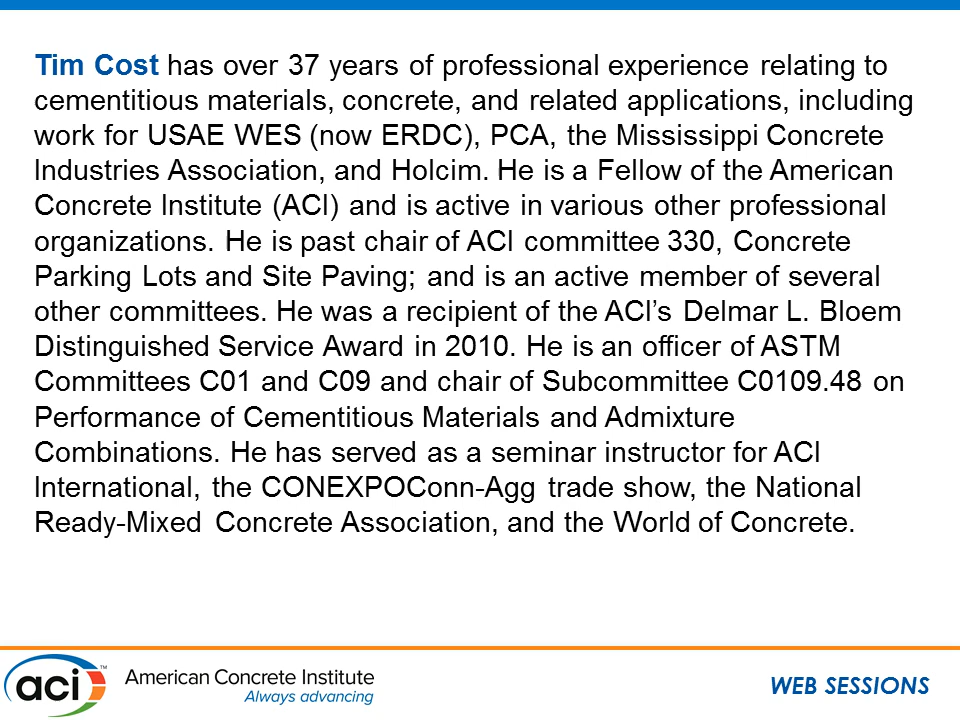 Tim Cost has over 37 years of professional experience relating to
cementitious materials, concrete, and related applications, including
work for USAE WES (now ERDC), PCA, the Mississippi Concrete
Industries Association, and Holcim. He is a Fellow of the American
Concrete Institute (ACI) and is active in various other professional
organizations. He is past chair of ACI committee 330, Concrete
Parking Lots and Site Paving; and is an active member of several
other committees. He was a recipient of the ACI’s Delmar L. Bloem
Distinguished Service Award in 2010. He is an officer of ASTM
Committees C01 and C09 and chair of Subcommittee C0109.48 on
Performance of Cementitious Materials and Admixture
Combinations. He has served as a seminar instructor for ACI
International, the CONEXPOConn-Agg trade show, the National
Ready-Mixed Concrete Association, and the World of Concrete.
aci™
American Concrete Institute
Always advancing
WEB SESSIONS